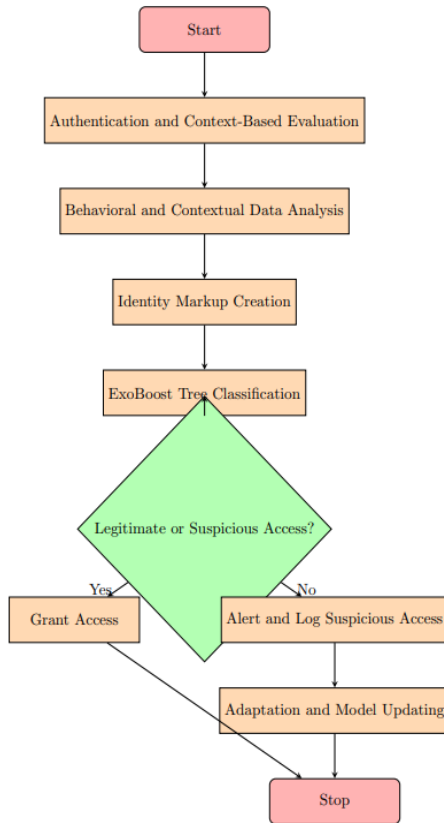 Start
Authentication and Context-Based Evaluation
Behavioral and Contextual Data Analysis
Identity Markup Creation
ExoBoost Tree Classification
Legitimate or Suspicious Access?
Yes
No
Grant Access
Alert and Log Suspicious Access
Adaptation and Model Updating
Stop